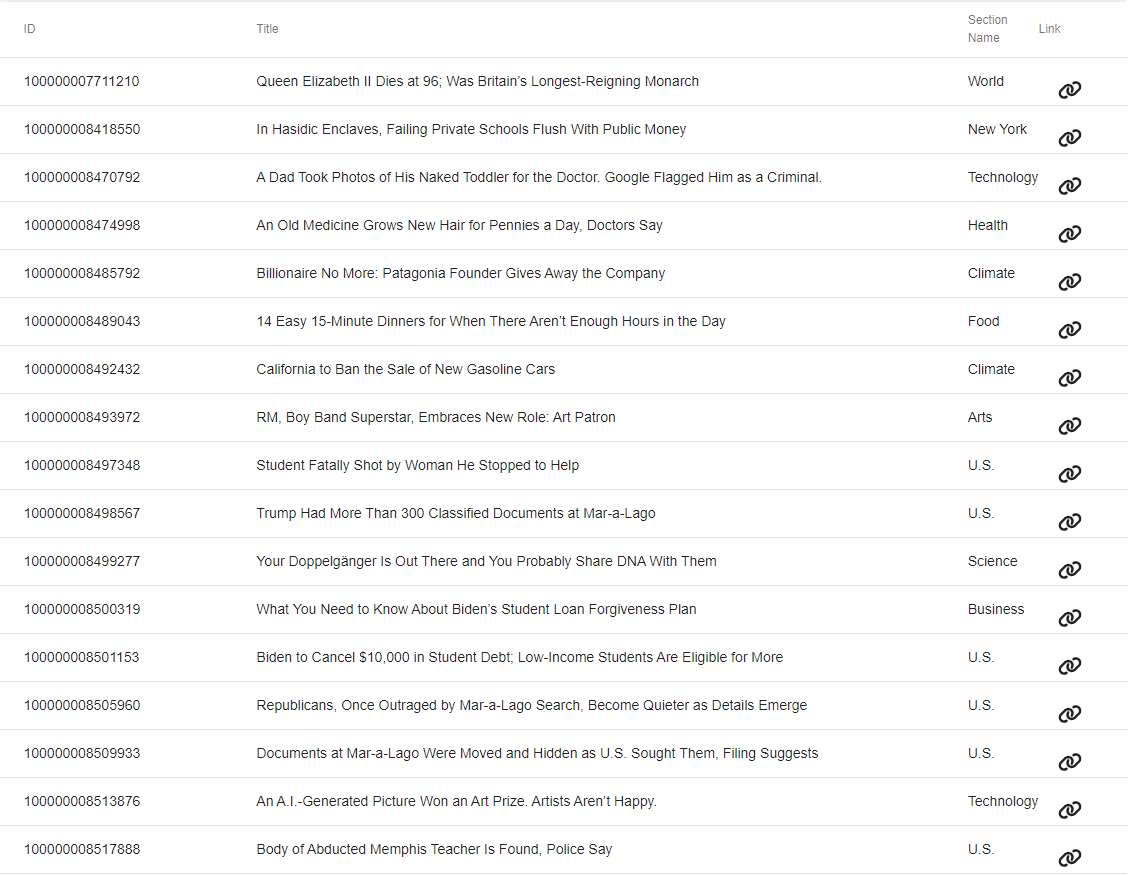 ID Title Section Name Link
100000007711210 Queen Elizabeth II Dies at 96; Was Britain’s Longest-Reigning Monarch World
100000008418550 In Hasidic Enclaves, Failing Private Schools Flush With Public Money New York
100000008470792 A Dad Took Photos of His Naked Toddler for the Doctor. Google Flagged Him as a Criminal. Technology
100000008474998 An Old Medicine Grows New Hair for Pennies a Day, Doctors Say Health
100000008485792 Billionaire No More: Patagonia Founder Gives Away the Company Climate
100000008489043 14 Easy 15-Minute Dinners for When There Aren’t Enough Hours in the Day Food
100000008492432 California to Ban the Sale of New Gasoline Cars Climate
100000008493972 RM, Boy Band Superstar, Embraces New Role: Art Patron Arts
100000008497348 Student Fatally Shot by Woman He Stopped to Help U.S.
100000008498567 Trump Had More Than 300 Classified Documents at Mar-a-Lago U.S.
100000008499277 Your Doppelgänger Is Out There and You Probably Share DNA With Them Science
100000008500319 What You Need to Know About Biden’s Student Loan Forgiveness Plan Business
100000008501153 Biden to Cancel $10,000 in Student Debt; Low-Income Students Are Eligible for More U.S.
100000008505960 Republicans, Once Outraged by Mar-a-Lago Search, Become Quieter as Details Emerge U.S.
100000008509933 Documents at Mar-a-Lago Were Moved and Hidden as U.S. Sought Them, Filing Suggests U.S.
100000008513876 An A.I.-Generated Picture Won an Art Prize. Artists Aren’t Happy. Technology
100000008517888 Body of Abducted Memphis Teacher Is Found, Police Say U.S.